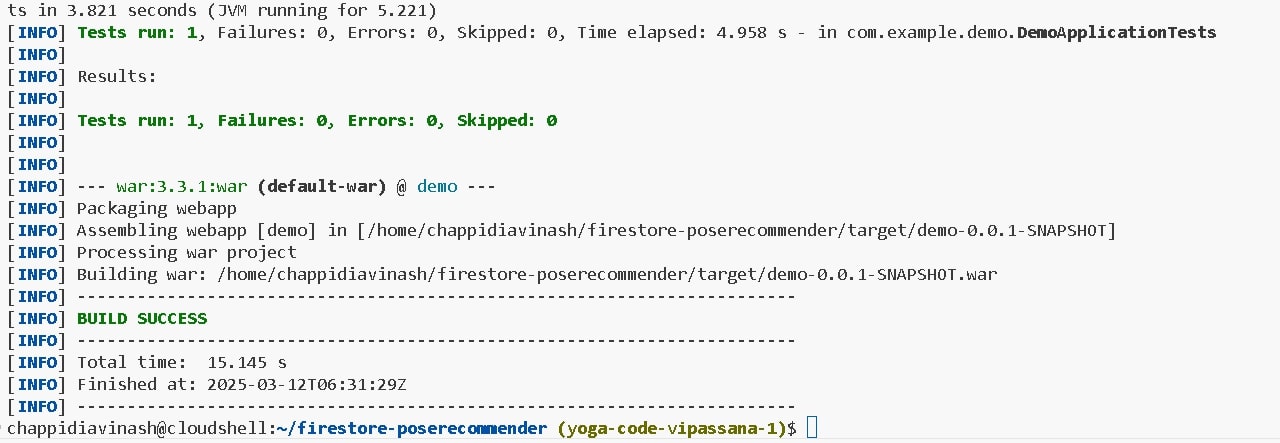 ts in 3.821 seconds (JVM running for 5.221)
[INFO] Tests run: 1, Failures: 0, Errors: 0, Skipped: 0, Time elapsed: 4.958 s - in com.example.demo.DemoApplicationTests
[INFO]
[INFO] Results:
[INFO]
[INFO] Tests run: 1, Failures: 0, Errors: 0, Skipped: 0
[INFO]
[INFO]
[INFO] --- war:3.3.1:war (default-war) @ demo ---
[INFO] Packaging webapp
[INFO] Assembling webapp [demo] in [/home/chappidiavinash/firestore-poserecommender/target/demo-0.0.1-SNAPSHOT]
[INFO] Processing war project
[INFO] Building war: /home/chappidiavinash/firestore-poserecommender/target/demo-0.0.1-SNAPSHOT.war
[INFO] ------------------------------------------------------------------------
[INFO] BUILD SUCCESS
[INFO] ------------------------------------------------------------------------
[INFO] Total time:  15.145 s
[INFO] Finished at: 2025-03-12T06:31:29Z
[INFO] ------------------------------------------------------------------------
chappidiavinash@cloudshell:~/firestore-poserecommender (yoga-code-vipassana-1)$